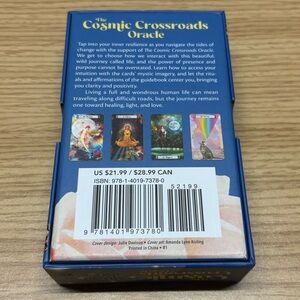 The
Cosmic Crossroads
Oracle
Tap into your inner resilience as you navigate the tides of
change with the support of The Cosmic Crossroads Oracle. We
get to choose how we interact with this beautiful
wild journey called life, and the power of presence and
purpose cannot be overrated. Learn how to access your
intuition with the cards' mystic imagery, and let the
rituals and affirmations of the guidebook center you, bringing
you clarity and positivity.
Living a full and wondrous human life can mean
traveling along difficult roads, but the journey remains
one toward healing, light, and love.
US $21.99 / $28.99 CAN
ISBN: 978-1-4019-7378-0
52199
9 781401 973780
Cover design: Julie Davison • Cover art: Amanda Lynn Aisling
Printed in China • #1